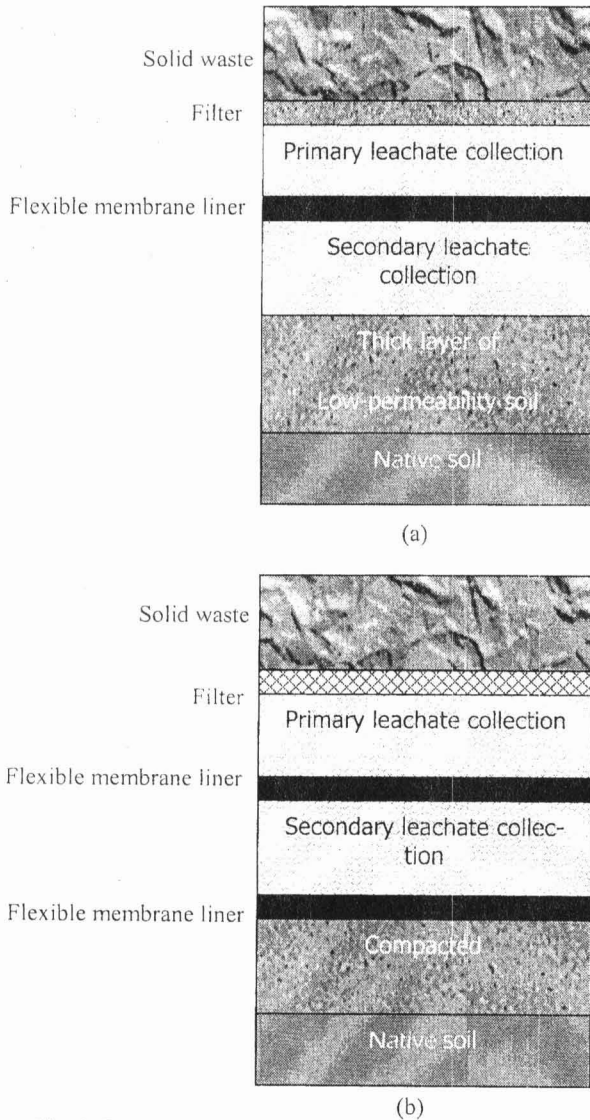 Solid waste
Filter
Primary leachate collection
Flexible membrane liner
Secondary leachate
collection
Thick layer of
Low-permeability soil
Native soil
(a)
Solid waste
Filter
Primary leachate collection
Flexible membrane liner
Secondary leachate collec-
tion
Flexible membrane liner
Compacted
Native soil
(b)